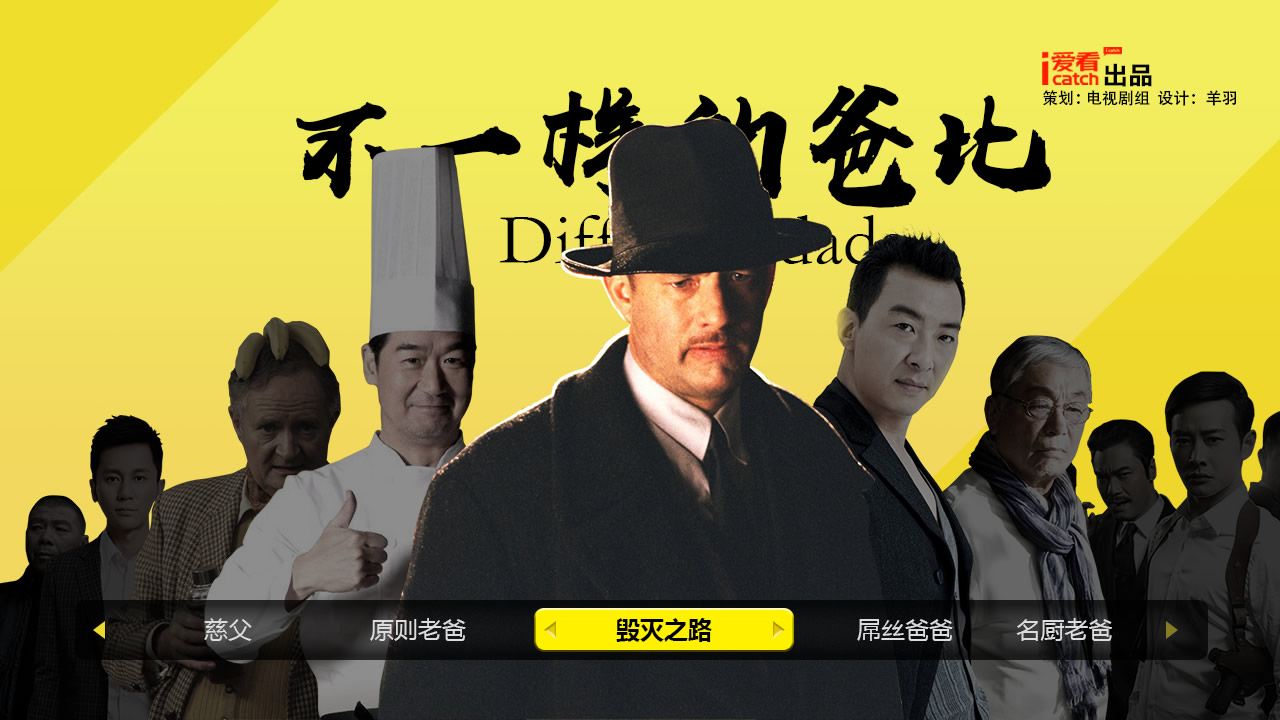 i爱看
catch 出品
策划：电视剧组 设计：羊羽
不一样的爸比
Diff dad
慈父 原则老爸 毁灭之路 屌丝爸爸 名厨老爸